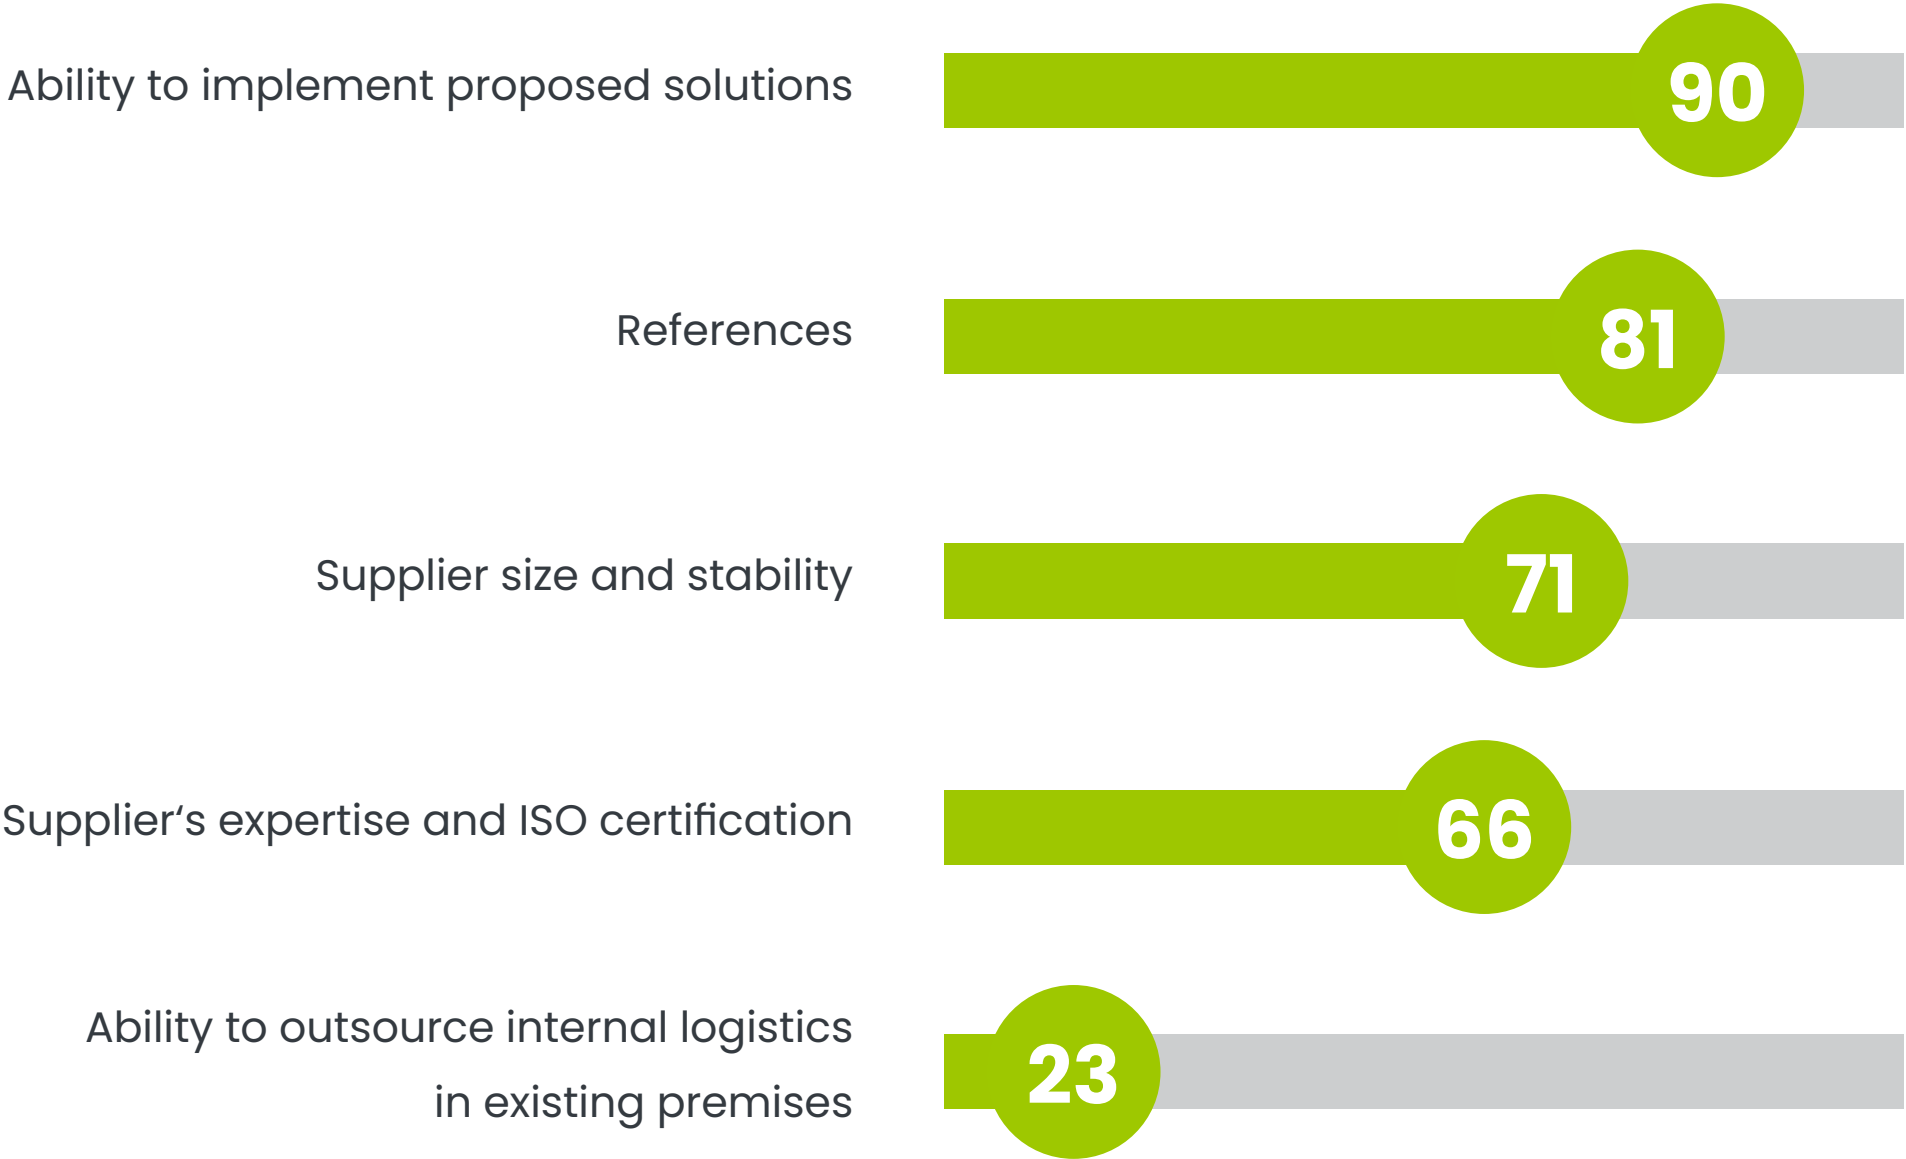 Ability to implement proposed solutions
90
References
81
Supplier size and stability
71
Supplier‘s expertise and ISO certification
66
Ability to outsource internal logistics
in existing premises
23